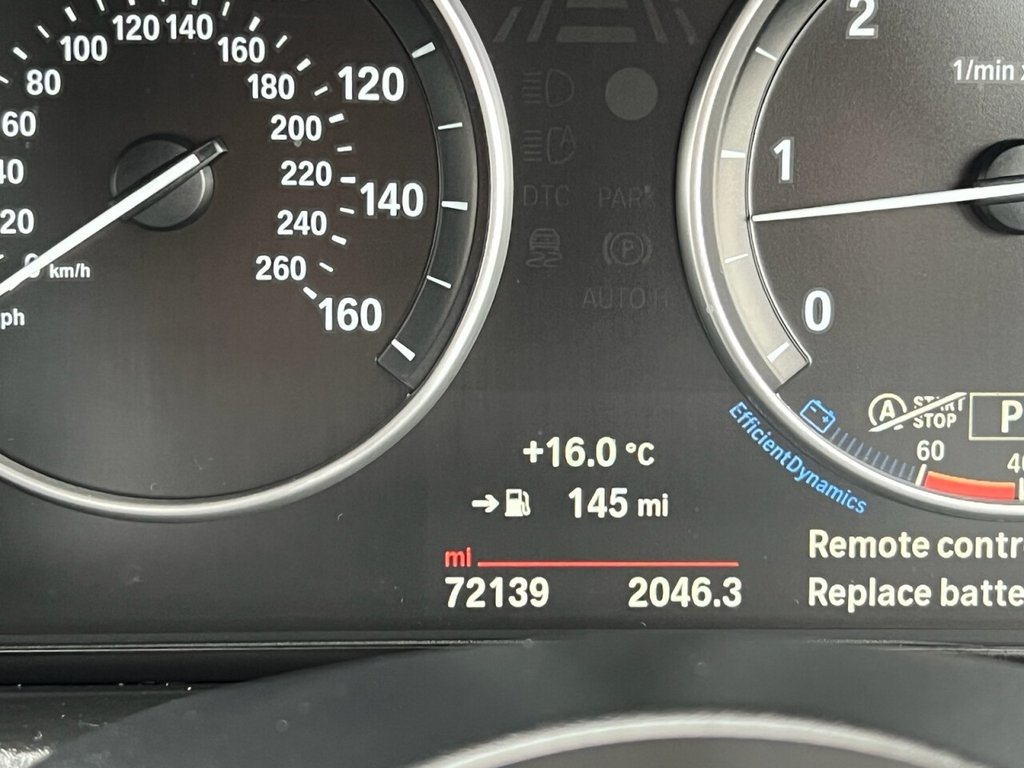 120 140
100 160
80 180 120
60 200
40 220 140
20 240
0 km/h 260
160
2
1/min
1
0
DTC PARK
AUTO H
START
STOP
A
P
60
EfficientDynamics
+16.0 °C
145 mi
mi
72139 2046.3
Remote contr
Replace batte